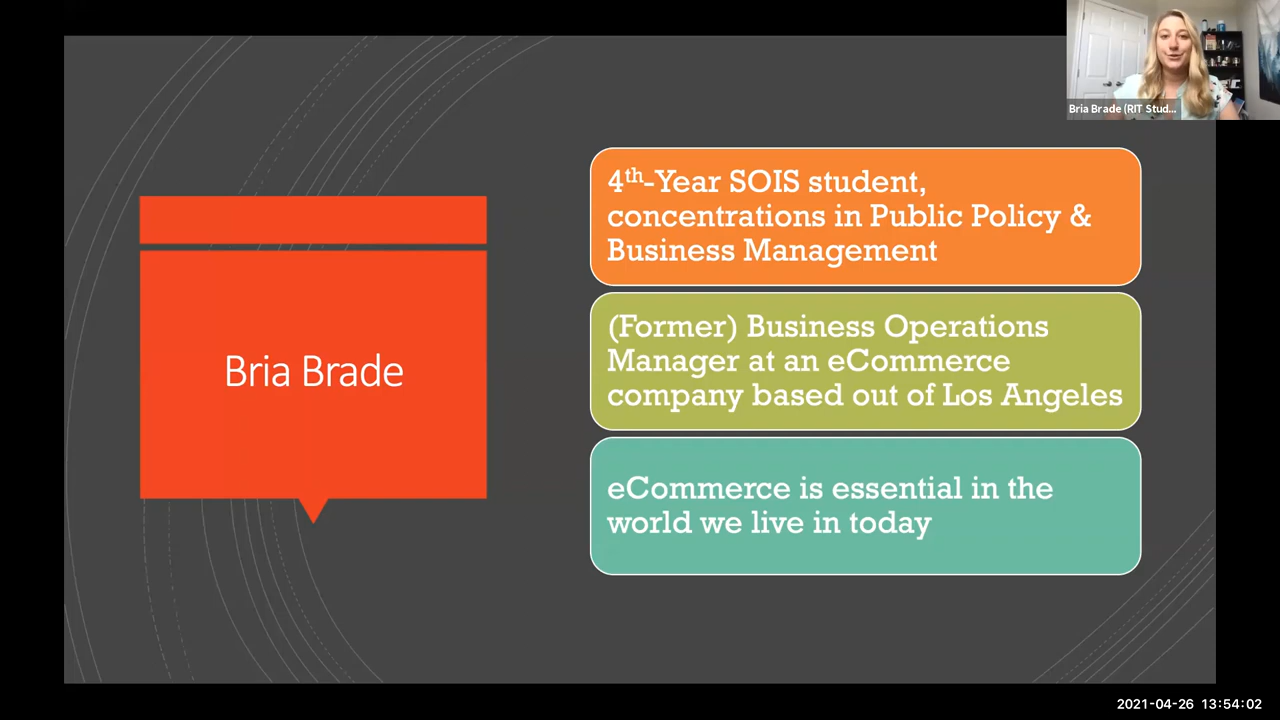 Bria Brade (RIT Stud...
4th-Year SOIS student,
concentrations in Public Policy &
Business Management
Bria Brade
(Former) Business Operations
Manager at an eCommerce
company based out of Los Angeles
eCommerce is essential in the
world we live in today
2021-04-26 13:54:02